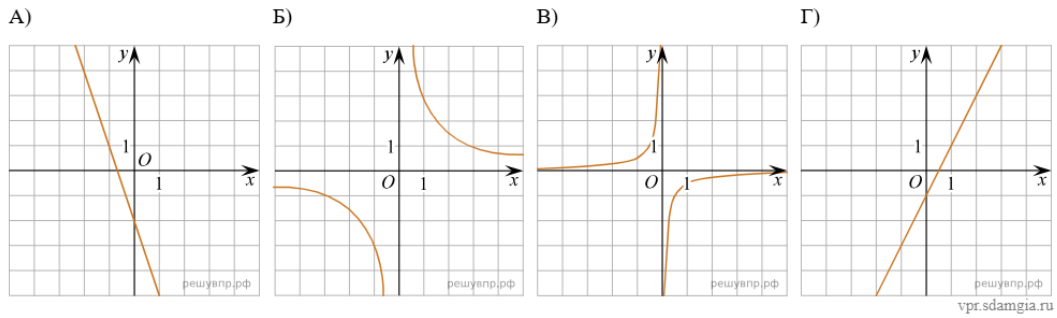 А) Б) В) Г)
y y y y
1 O 1 x
1 O 1 x
1 O 1 x
1 O 1 x
решувпр.рф решувпр.рф решувпр.рф решувпр.рф
vpr.sdamgia.ru